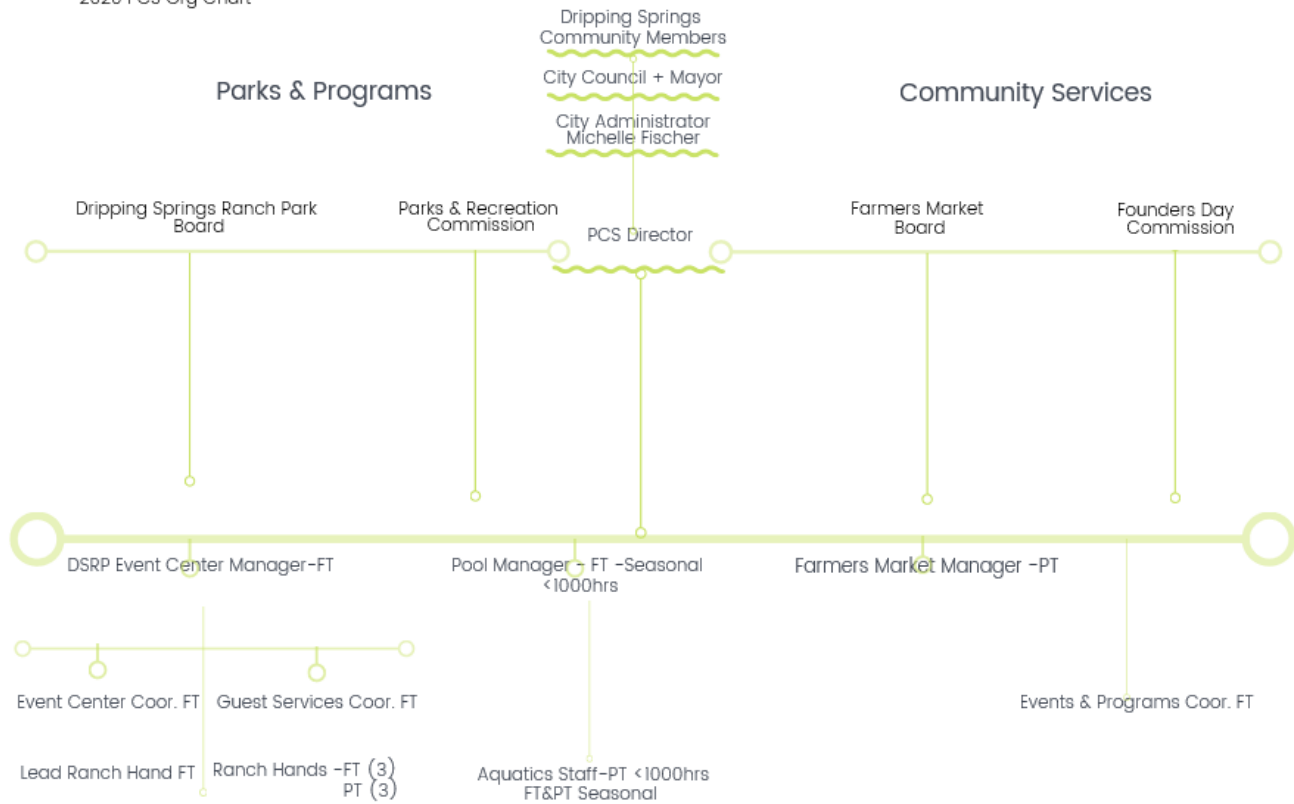 PCS Org Chart
Dripping Springs
Community Members
City Council + Mayor
City Administrator
Michelle Fischer
Parks & Programs
Community Services
Dripping Springs Ranch Park
Board
Parks & Recreation
Commission
PCS Director
Farmers Market
Board
Founders Day
Commission
DSRP Event Center Manager-FT
Pool Manager - FT -Seasonal
<1000hrs
Farmers Market Manager -PT
Event Center Coor. FT
Guest Services Coor. FT
Events & Programs Coor. FT
Lead Ranch Hand FT
Ranch Hands -FT (3)
PT (3)
Aquatics Staff-PT <1000hrs
FT&PT Seasonal